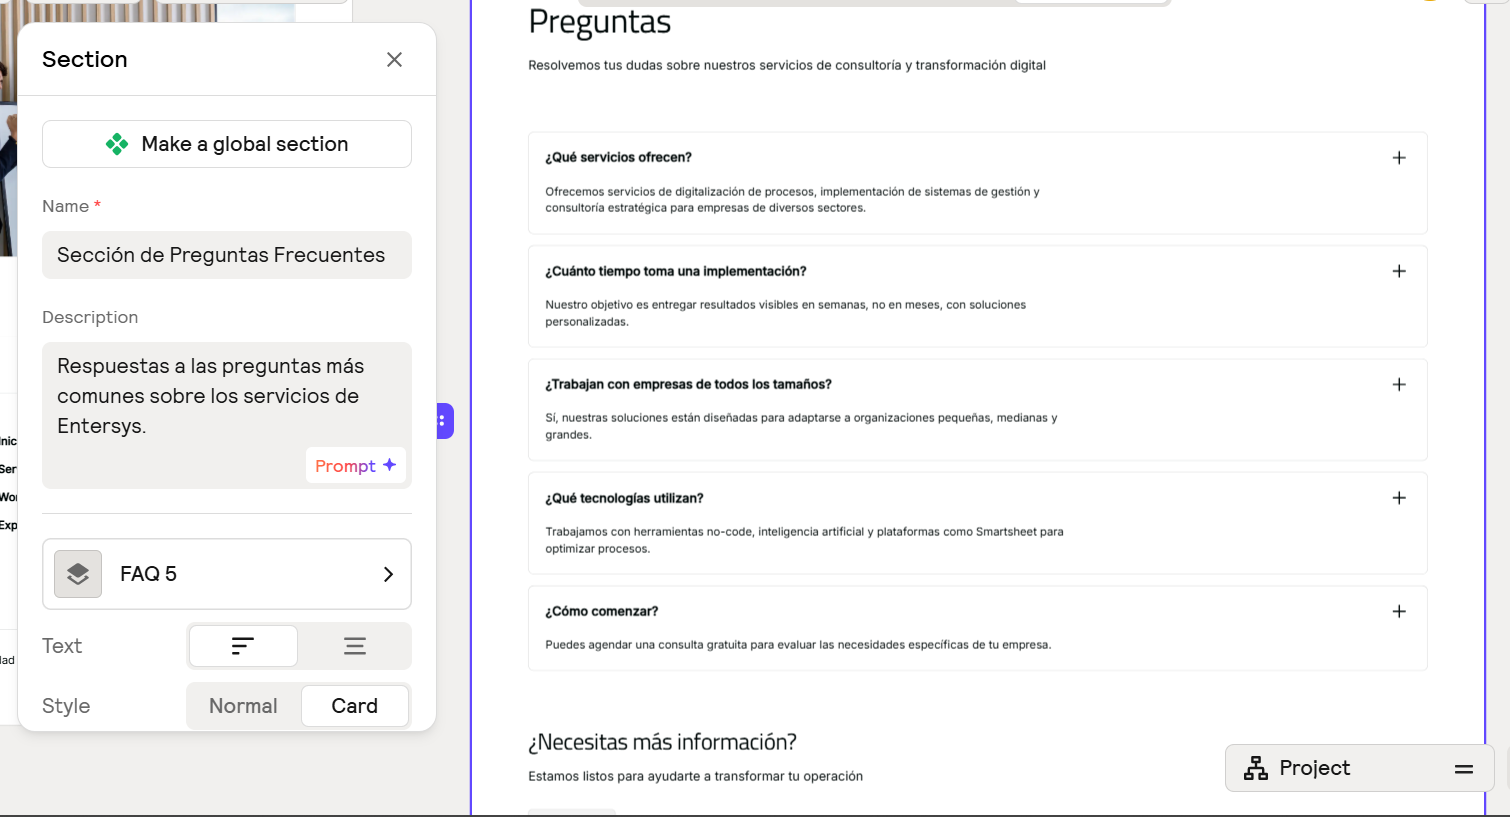 Section
Make a global section
Name *
Sección de Preguntas Frecuentes
Description
Respuestas a las preguntas más
comunes sobre los servicios de
Entersys.
Prompt
FAQ 5
Text
Style
Normal
Card
Preguntas
Resolvemos tus dudas sobre nuestros servicios de consultoría y transformación digital
¿Qué servicios ofrecen?
Ofrecemos servicios de digitalización de procesos, implementación de sistemas de gestión y
consultoría estratégica para empresas de diversos sectores.
¿Cuánto tiempo toma una implementación?
Nuestro objetivo es entregar resultados visibles en semanas, no en meses, con soluciones
personalizadas.
¿Trabajan con empresas de todos los tamaños?
Sí, nuestras soluciones están diseñadas para adaptarse a organizaciones pequeñas, medianas y
grandes.
¿Qué tecnologías utilizan?
Trabajamos con herramientas no-code, inteligencia artificial y plataformas como Smartsheet para
optimizar procesos.
¿Cómo comenzar?
Puedes agendar una consulta gratuita para evaluar las necesidades específicas de tu empresa.
¿Necesitas más información?
Estamos listos para ayudarte a transformar tu operación
Project